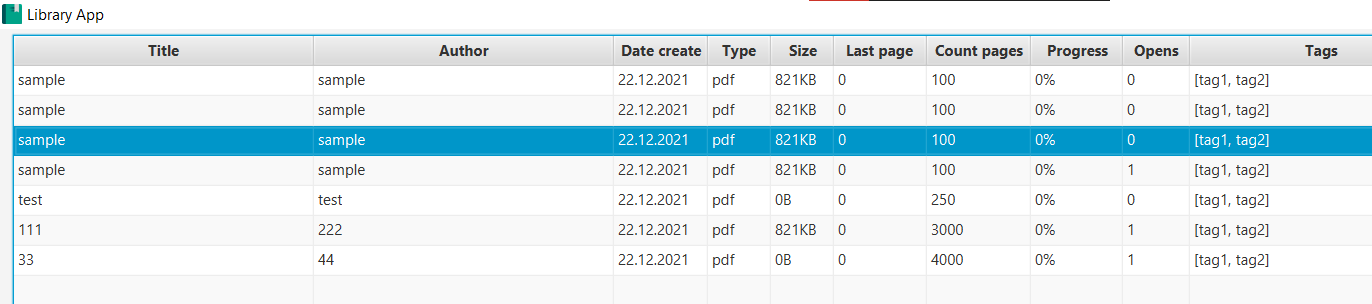 Library App
Title Author Date create Type Size Last page Count pages Progress Opens Tags
sample sample 22.12.2021 pdf 821KB 0 100 0% 0 [tag1, tag2]
sample sample 22.12.2021 pdf 821KB 0 100 0% 0 [tag1, tag2]
sample sample 22.12.2021 pdf 821KB 0 100 0% 0 [tag1, tag2]
sample sample 22.12.2021 pdf 821KB 0 100 0% 1 [tag1, tag2]
test test 22.12.2021 pdf 0B 0 250 0% 0 [tag1, tag2]
111 222 22.12.2021 pdf 821KB 0 3000 0% 1 [tag1, tag2]
33 44 22.12.2021 pdf 0B 0 4000 0% 1 [tag1, tag2]